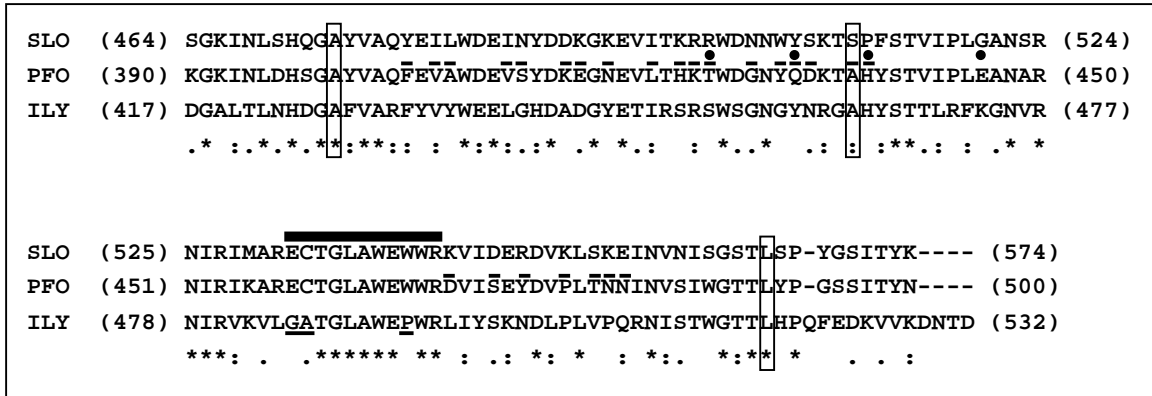 SLO (464) SGKINLSHQGAYVAQYEILWDEINYDDKGKEVITKRRWDNNWYSKTSPFSTVIPLGANSR (524)
PFO (390) KGKINLDHSGAYVAQFEVAWDEVSYDKEGNEVLTHKTWDGNYQDKTAHYSTVIPLEANAR (450)
ILY (417) DGALTLNHDGAFVARFYVYWEELGHDADGYETIRSRSWSGNGYNRGAHYSTTLRFKGNVR (477)
.* :.*.*.**:**:: : *:*:.:* .* *.: : *..* .: : :**.: : .* *
SLO (525) NIRIMARECTGLAWEWWRKVIDERDVKLSKEINVNISGSTLSP-YGSITYK---- (574)
PFO (451) NIRIKARECTGLAWEWWRDVISEYDVPLTNNINVSIWGTTLYP-GSSITYN---- (500)
ILY (478) NIRVKVLGATGLAWEPWRLIYSKNDLPLVPQRNISTWGTTLHPQFEDKVVKDNTD (532)
***: . . ****** ** : .: *: * : *:. *:** * . . :